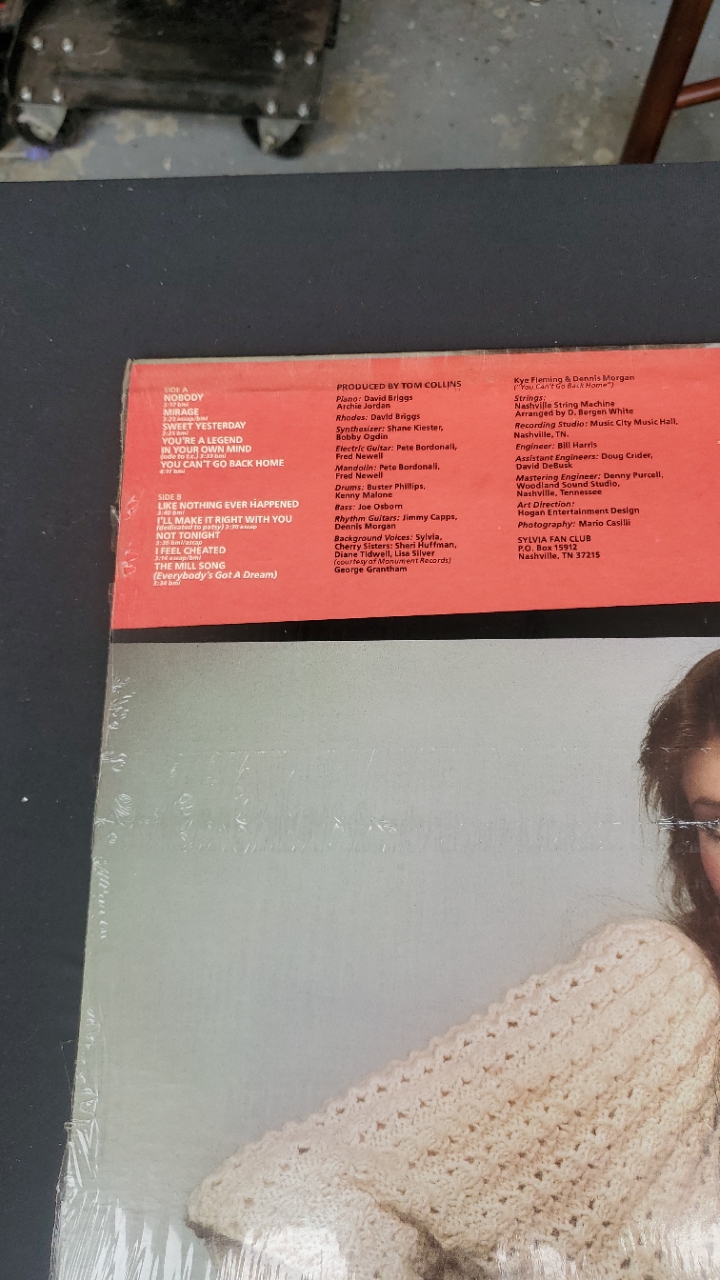 SIDE A
NOBODY
MIRAGE
SWEET YESTERDAY
YOU'RE A LEGEND
IN YOUR OWN MIND
YOU CAN'T GO BACK HOME
SIDE B
LIKE NOTHING EVER HAPPENED
I'LL MAKE IT RIGHT WITH YOU
(dedicated to patsy) 3:30 ascap
NOT TONIGHT
I FEEL CHEATED
THE MILL SONG
(Everybody's Got A Dream)
PRODUCED BY TOM COLLINS
Piano: David Briggs
Archie Jordan
Rhodes: David Briggs
Synthesizer: Shane Kiester,
Bobby Ogdin
Electric Guitar: Pete Bordonali,
Fred Newell
Mandolin: Pete Bordonali,
Fred Newell
Drums: Buster Phillips,
Kenny Malone
Bass: Joe Osborn
Rhythm Guitars: Jimmy Capps,
Dennis Morgan
Background Voices: Sylvia,
Cherry Sisters: Sheri Huffman,
Diane Tidwell, Lisa Silver
(courtesy of Monument Records)
George Grantham
Kye Fleming & Dennis Morgan
("You Can't Go Back Home")
Strings:
Nashville String Machine
Arranged by D. Bergen White
Recording Studio: Music City Music Hall,
Nashville, TN.
Engineer: Bill Harris
Assistant Engineers: Doug Crider,
David DeBusk
Mastering Engineer: Denny Purcell,
Woodland Sound Studio,
Nashville, Tennessee
Art Direction:
Hogan Entertainment Design
Photography: Mario Casilli
SYLVIA FAN CLUB
P.O. Box 15912
Nashville, TN 37215